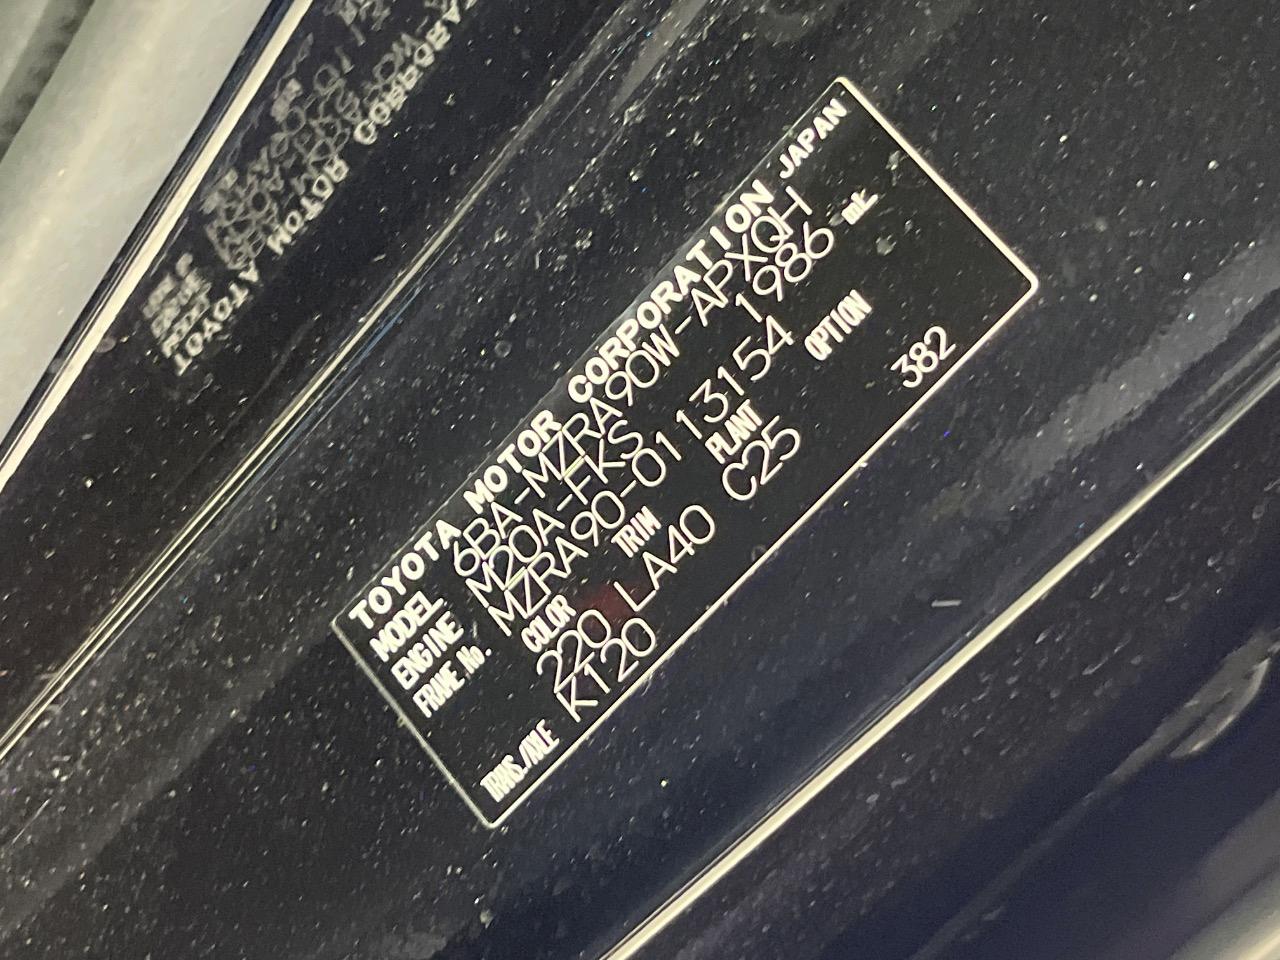 TOYOTA MOTOR CORPORATION JAPAN
MODEL 6BA-MZRA90W-APXQH
ENGINE M20A-FKS 1986 mL
FRAME No. MZRA90-0113154
COLOR TRIM PLANT OPTION
220 LA40 C25 382
TRANS./AXLE K120